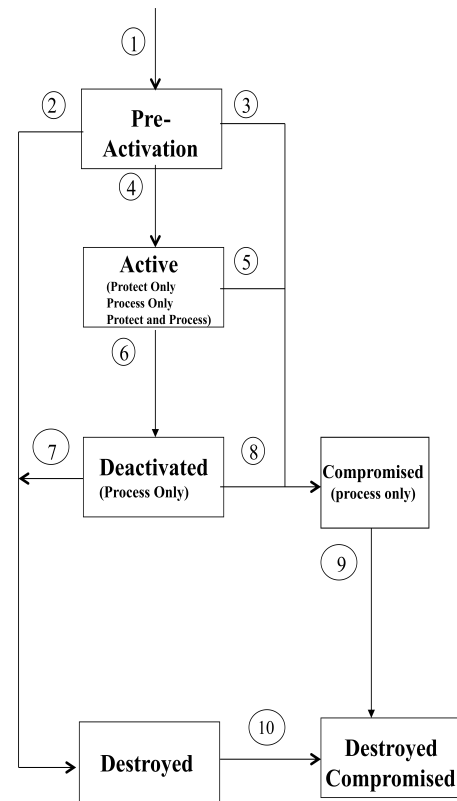 1
2
3
Pre-
Activation
4
Active
(Protect Only
Process Only
Protect and Process)
5
6
7
Deactivated
(Process Only)
8
Compromised
(process only)
9
10
Destroyed
Destroyed
Compromised